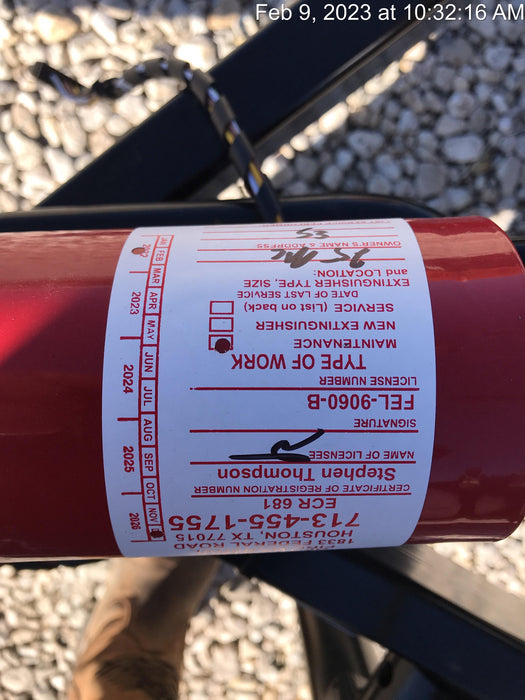 Feb 9, 2023 at 10:32:16 AM
1833 FEDERAL ROAD
HOUSTON, TX 77015
713-455-1755
ECR 681
CERTIFICATE OF REGISTRATION NUMBER
Stephen Thompson
NAME OF LICENSEE
SIGNATURE
FEL-9060-B
LICENSE NUMBER
TYPE OF WORK
MAINTENANCE
NEW EXTINGUISHER
SERVICE (List on back)
DATE OF LAST SERVICE
EXTINGUISHER TYPE, SIZE
and LOCATION:
OWNER'S NAME & ADDRESS
JAN FEB MAR APR MAY JUN JUL AUG SEP OCT NOV
2023 2024 2025 2026